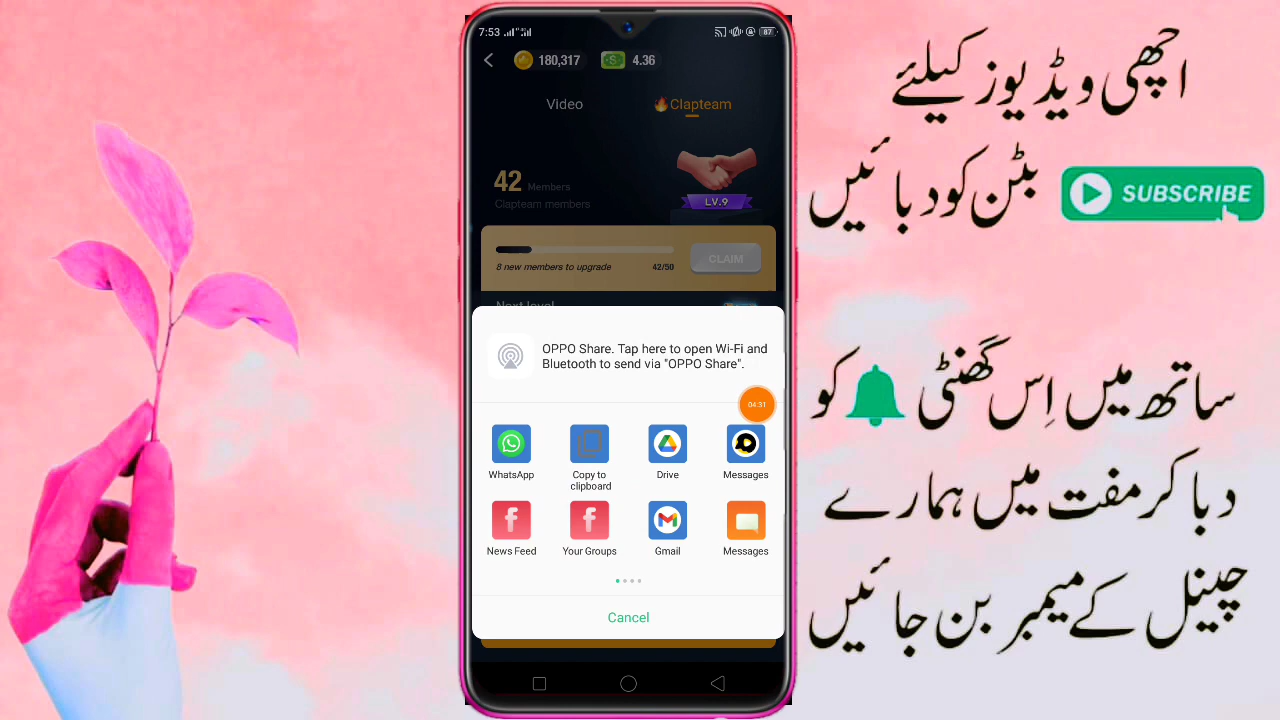 7:53
87
180,317
4.36
Video
🔥Clapteam
42 Members
Clapteam members
LV.9
CLAIM
8 new members to upgrade
42/50
Next level
OPPO Share. Tap here to open Wi-Fi and
Bluetooth to send via "OPPO Share".
04:31
WhatsApp
Copy to
clipboard
Drive
Messages
News Feed
Your Groups
Gmail
Messages
Cancel
اچھی ویڈیوز کیلئے
بٹن کو دبائیں
SUBSCRIBE
ساتھ میں اِس گھنٹی کو
دبا کر مفت میں ہمارے
چینل کے میمبر بن جائیں